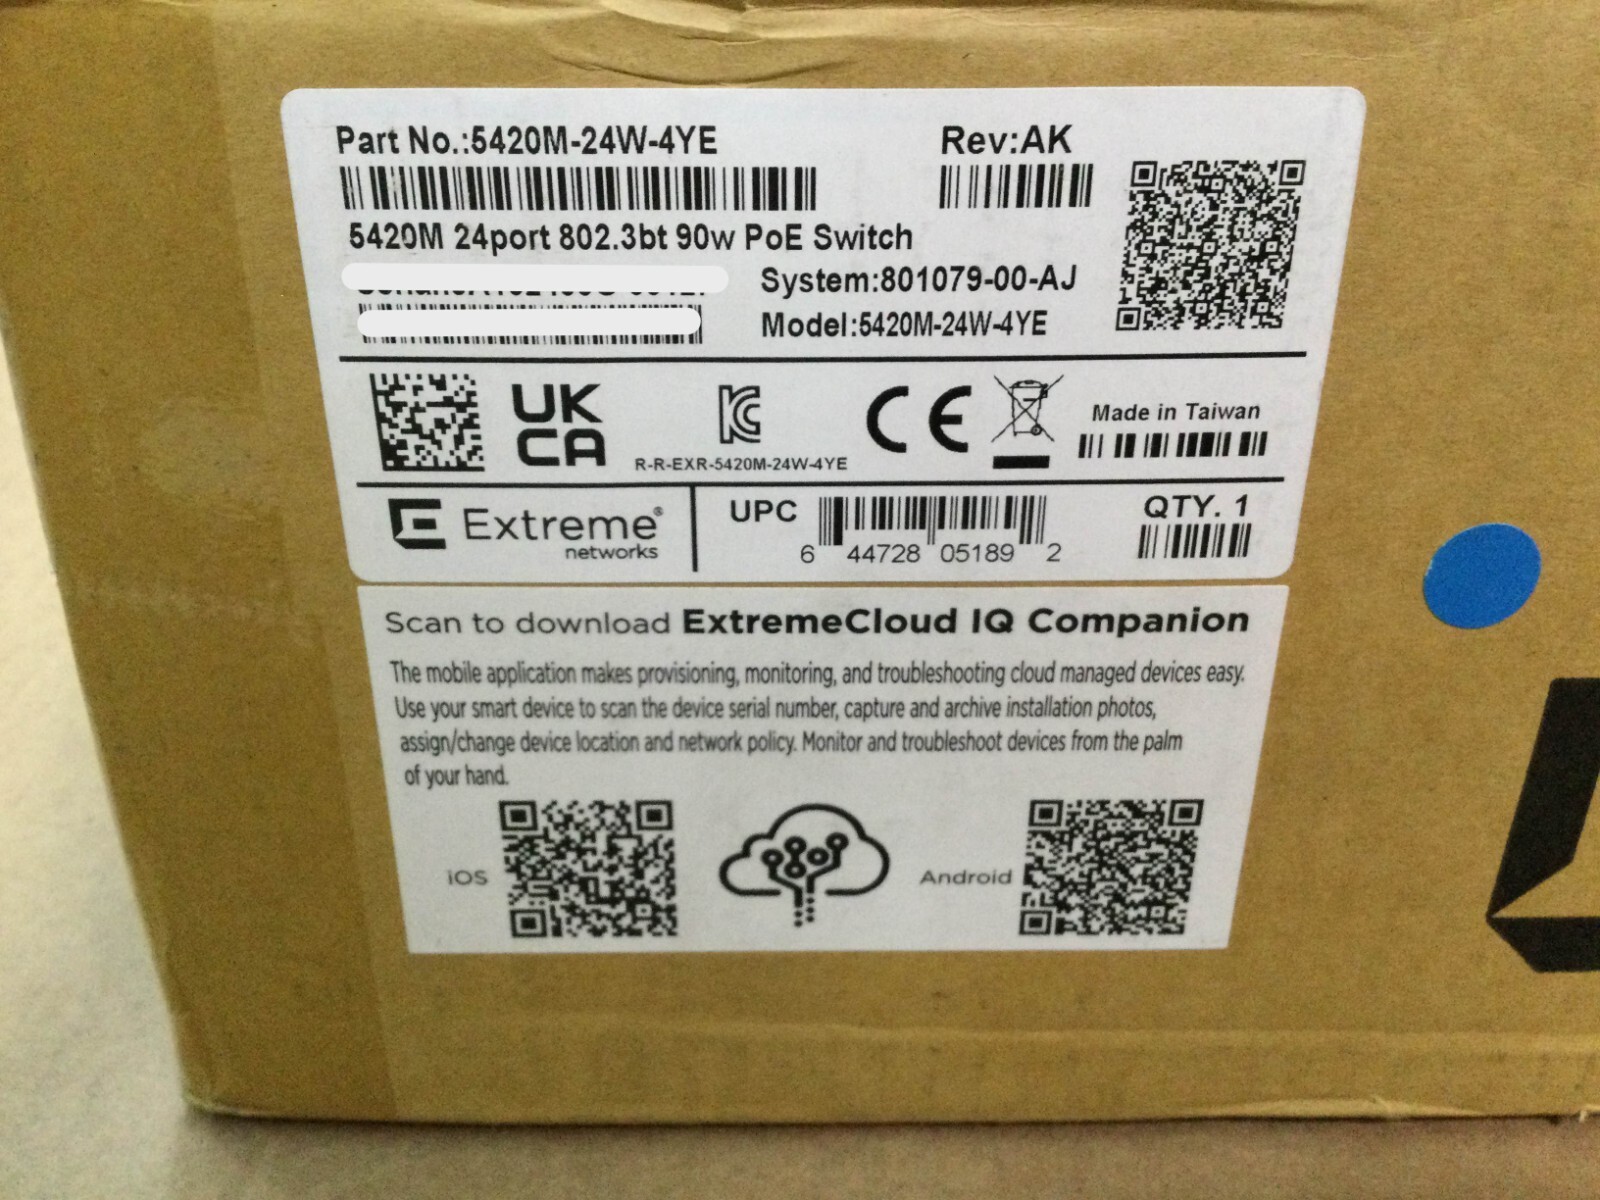 Part No.:5420M-24W-4YE
Rev:AK
5420M 24port 802.3bt 90w PoE Switch
System:801079-00-AJ
Model:5420M-24W-4YE
UK
CA
R-R-EXR-5420M-24W-4YE
CE
Made in Taiwan
Extreme®
networks
UPC
6 44728 05189 2
QTY. 1
Scan to download ExtremeCloud IQ Companion
The mobile application makes provisioning, monitoring, and troubleshooting cloud managed devices easy.
Use your smart device to scan the device serial number, capture and archive installation photos,
assign/change device location and network policy. Monitor and troubleshoot devices from the palm
of your hand.
iOS
Android